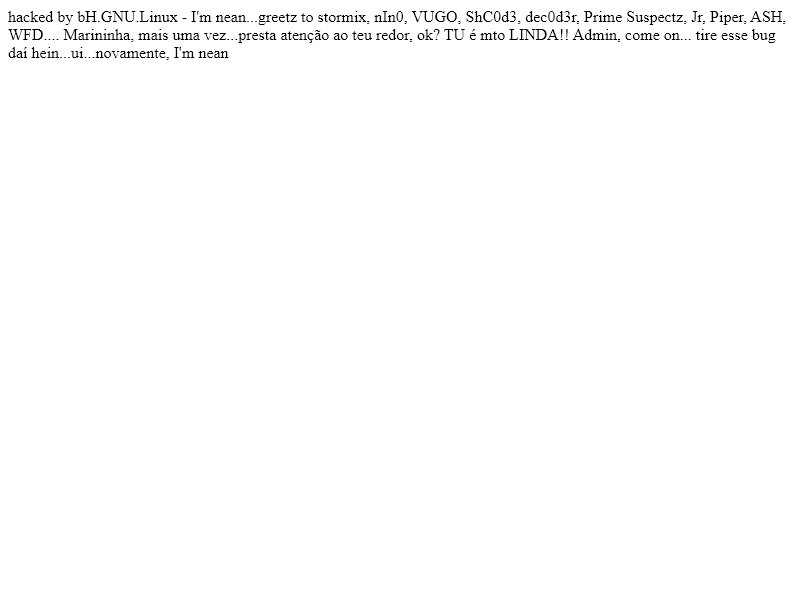 hacked by bH.GNU.Linux - I'm nean...greetz to stormix, nIn0, VUGO, ShC0d3, dec0d3r, Prime Suspectz, Jr, Piper, ASH,
WFD.... Marininha, mais uma vez...presta atenção ao teu redor, ok? TU é mto LINDA!! Admin, come on... tire esse bug
daí hein...ui...novamente, I'm nean